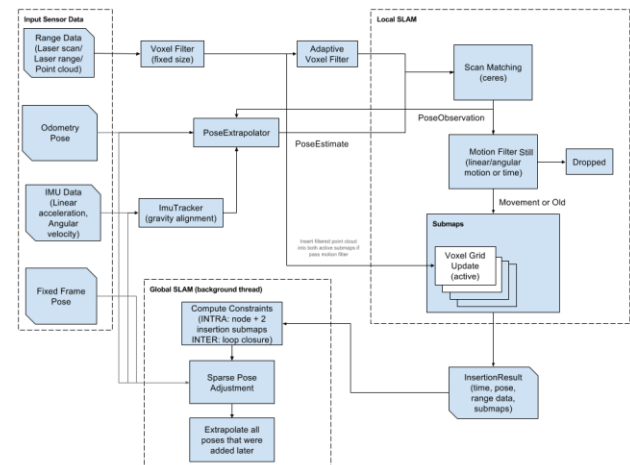 Input Sensor Data
Range Data
(Laser scan/
Laser range/
Point cloud)
Odometry
Pose
IMU Data
(Linear
acceleration,
Angular
velocity)
Fixed Frame
Pose
Voxel Filter
(fixed size)
Adaptive
Voxel Filter
PoseExtrapolator
PoseEstimate
ImuTracker
(gravity alignment)
Local SLAM
Scan Matching
(ceres)
PoseObservation
Motion Filter
(linear/angular
motion or time)
Still
Dropped
Movement or Old
Submaps
Voxel Grid
Update
(active)
Insert filtered point cloud
into both active submaps if
pass motion filter
InsertionResult
(time, pose,
range data,
submaps)
Global SLAM (background thread)
Compute Constraints
(INTRA: node + 2
insertion submaps
INTER: loop closure)
Sparse Pose
Adjustment
Extrapolate all
poses that were
added later